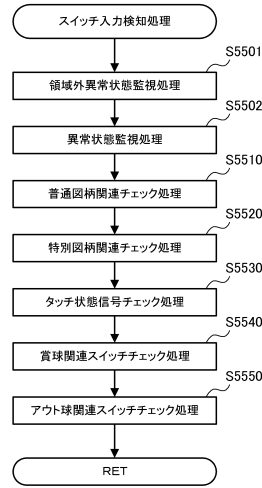 スイッチ入力検知処理
S5501
領域外異常状態監視処理
S5502
異常状態監視処理
S5510
普通図柄関連チェック処理
S5520
特別図柄関連チェック処理
S5530
タッチ状態信号チェック処理
S5540
賞球関連スイッチチェック処理
S5550
アウト球関連スイッチチェック処理
RET